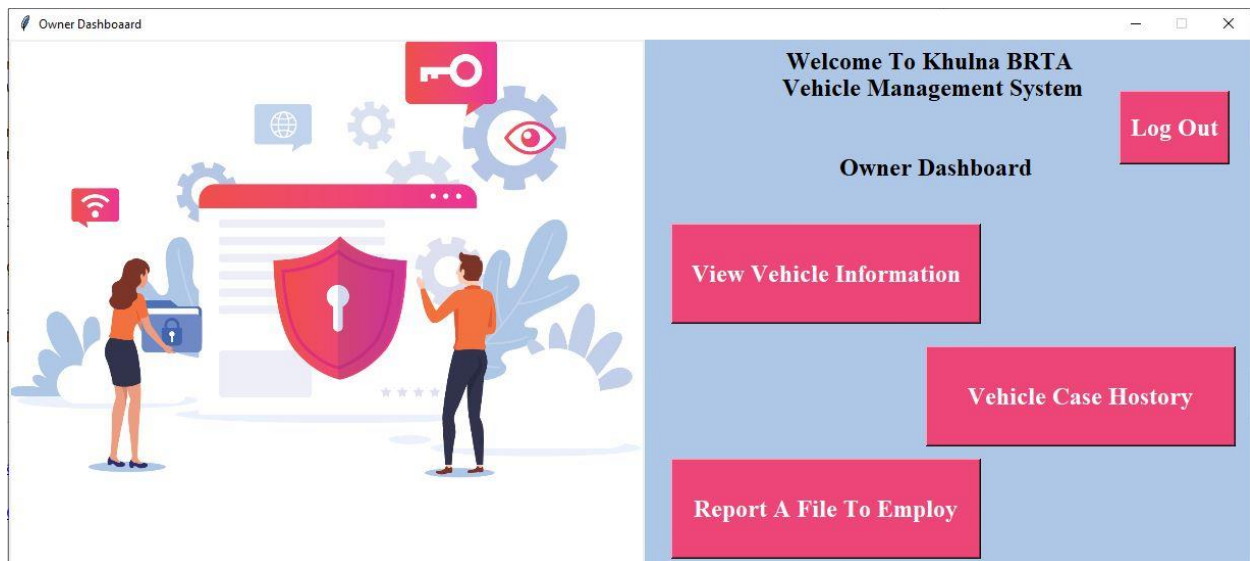 Owner Dashboaard
Welcome To Khulna BRTA
Vehicle Management System
Log Out
Owner Dashboard
View Vehicle Information
Vehicle Case Hostory
Report A File To Employ